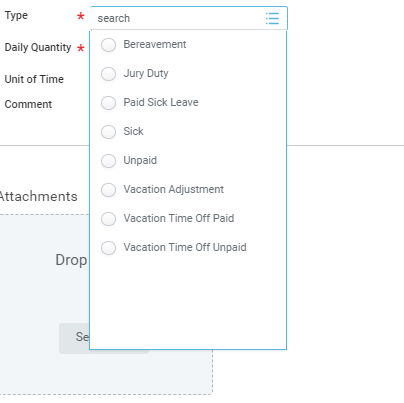 Type *
search
Daily Quantity *
Unit of Time
Comment
Bereavement
Jury Duty
Paid Sick Leave
Sick
Unpaid
Vacation Adjustment
Vacation Time Off Paid
Vacation Time Off Unpaid
Attachments
Drop
Se